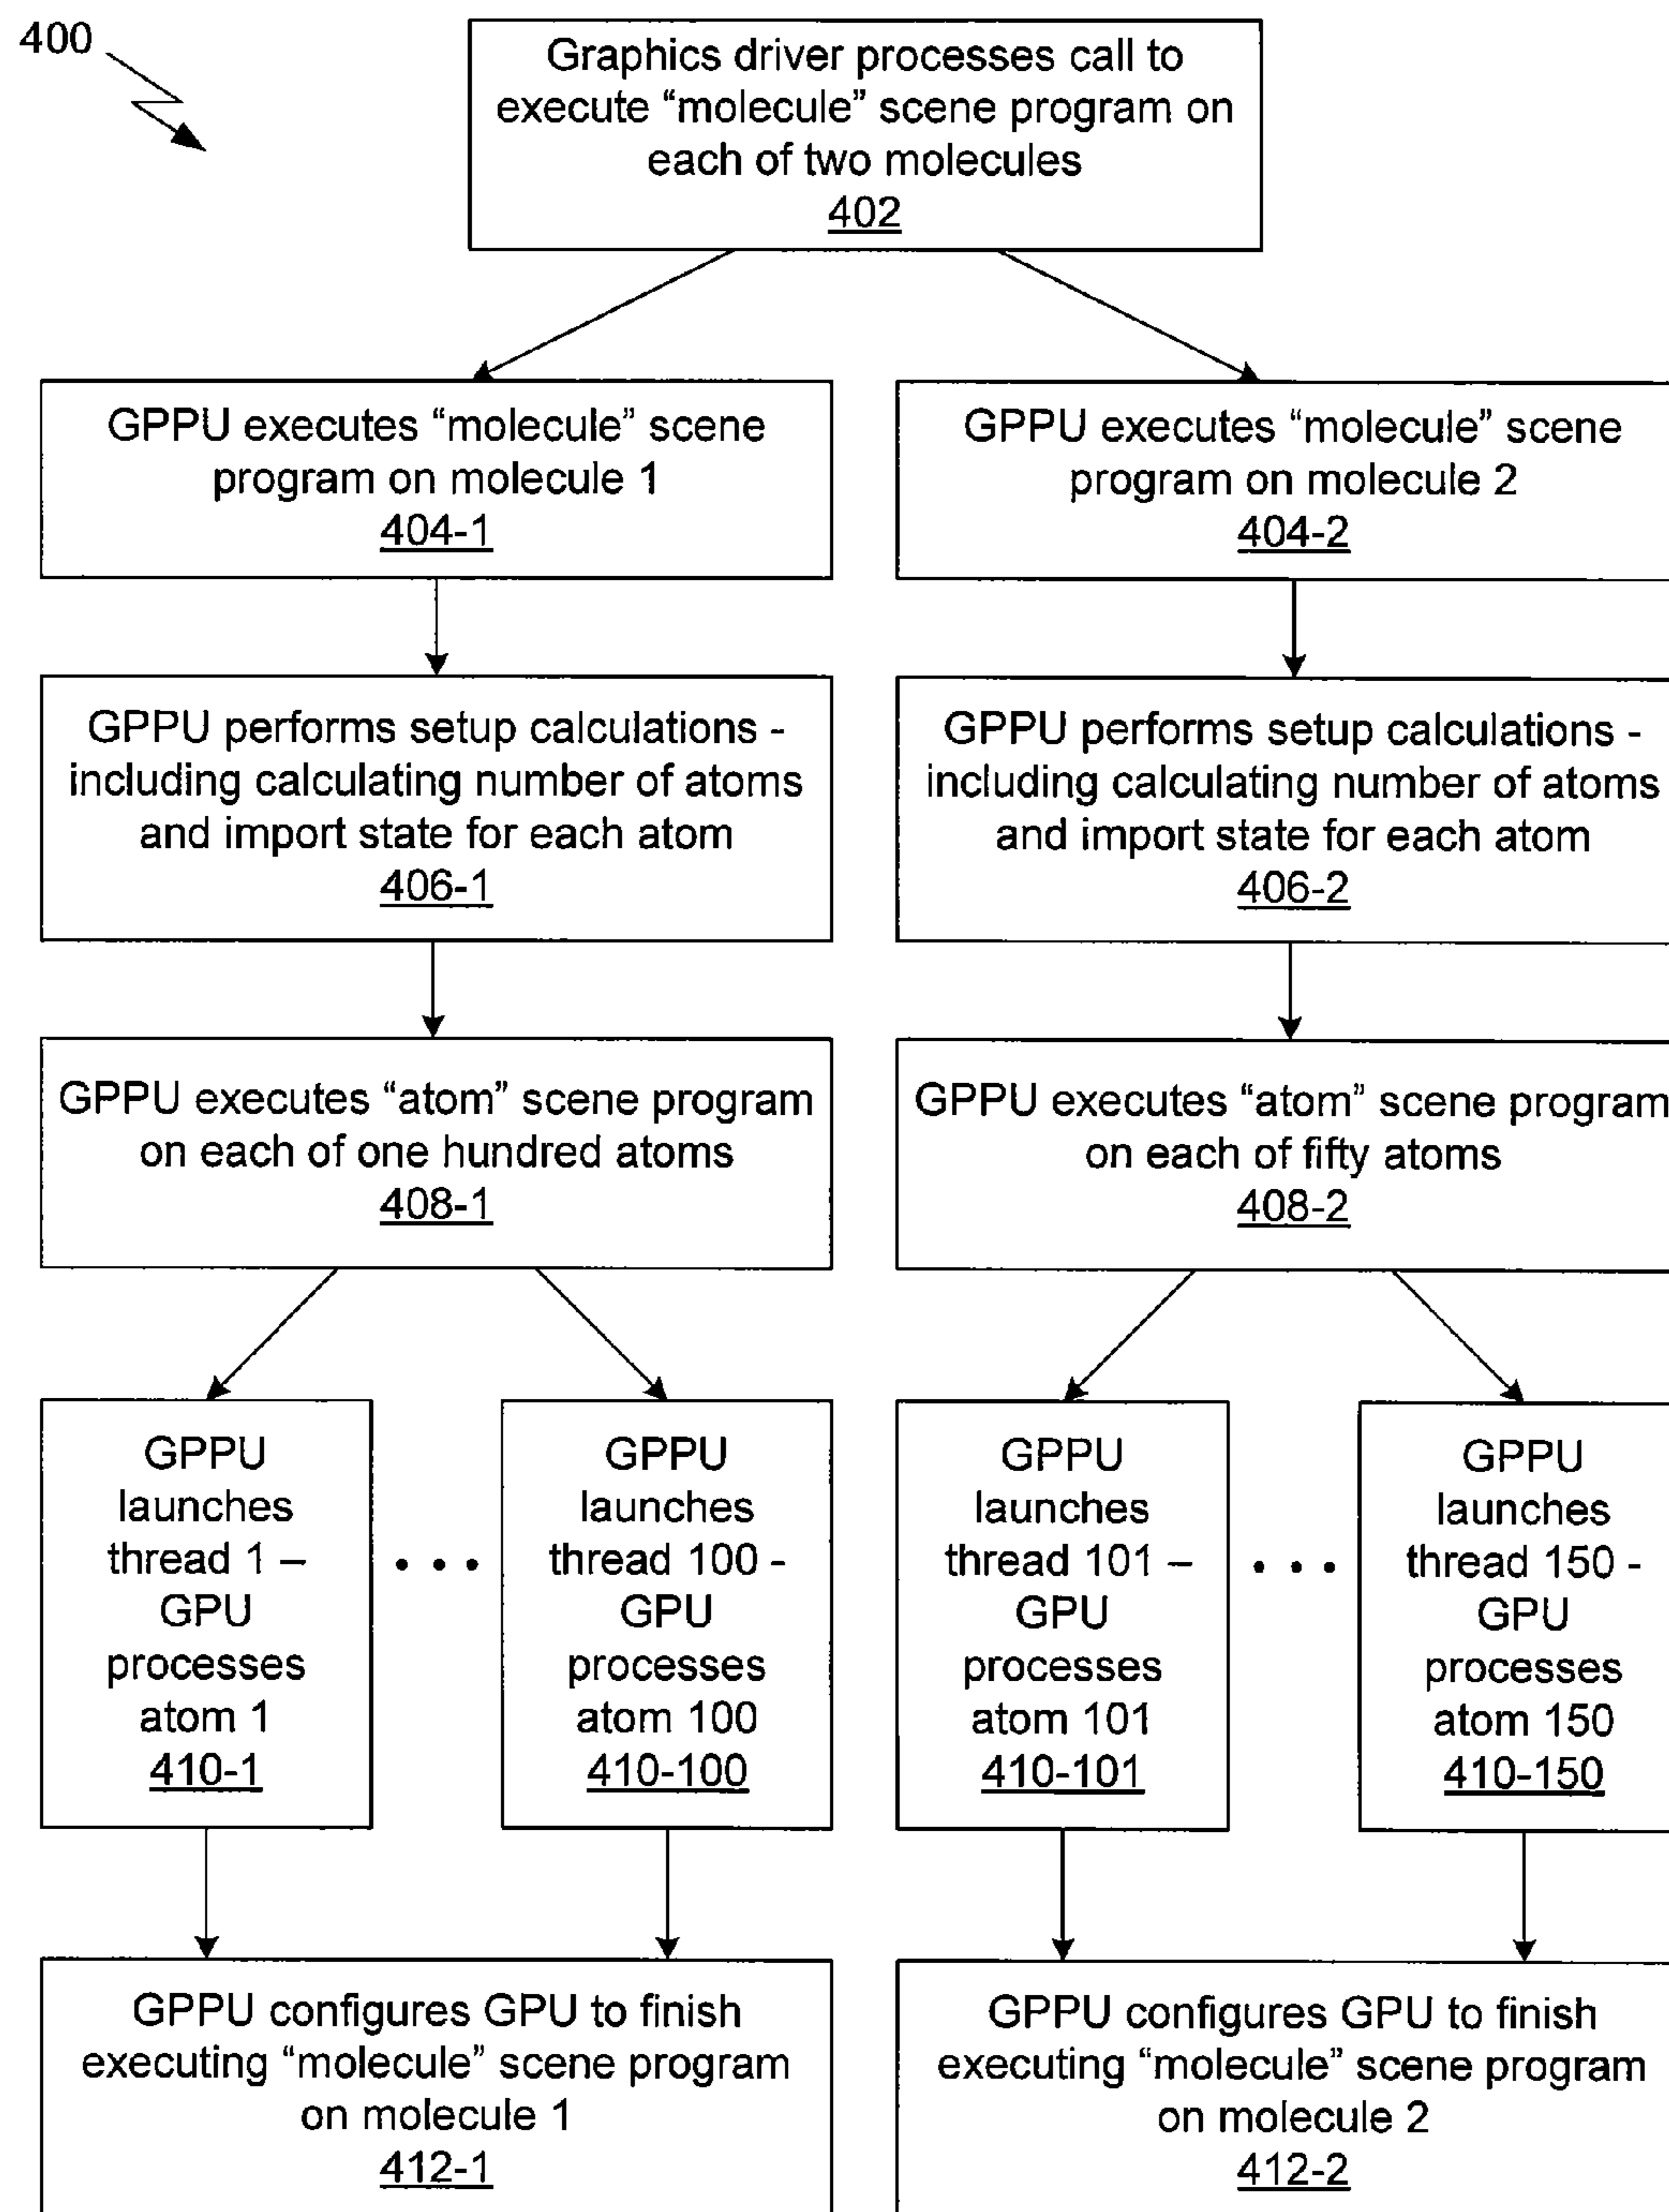 400
Graphics driver processes call to
execute “molecule” scene program on
each of two molecules
402
GPPU executes “molecule” scene
program on molecule 1
404-1
GPPU executes “molecule” scene
program on molecule 2
404-2
GPPU performs setup calculations -
including calculating number of atoms
and import state for each atom
406-1
GPPU performs setup calculations -
including calculating number of atoms
and import state for each atom
406-2
GPPU executes “atom” scene program
on each of one hundred atoms
408-1
GPPU executes “atom” scene program
on each of fifty atoms
408-2
GPPU
launches
thread 1 –
GPU
processes
atom 1
410-1
• • •
GPPU
launches
thread 100 -
GPU
processes
atom 100
410-100
GPPU
launches
thread 101 –
GPU
processes
atom 101
410-101
• • •
GPPU
launches
thread 150 -
GPU
processes
atom 150
410-150
GPPU configures GPU to finish
executing “molecule” scene program
on molecule 1
412-1
GPPU configures GPU to finish
executing “molecule” scene program
on molecule 2
412-2